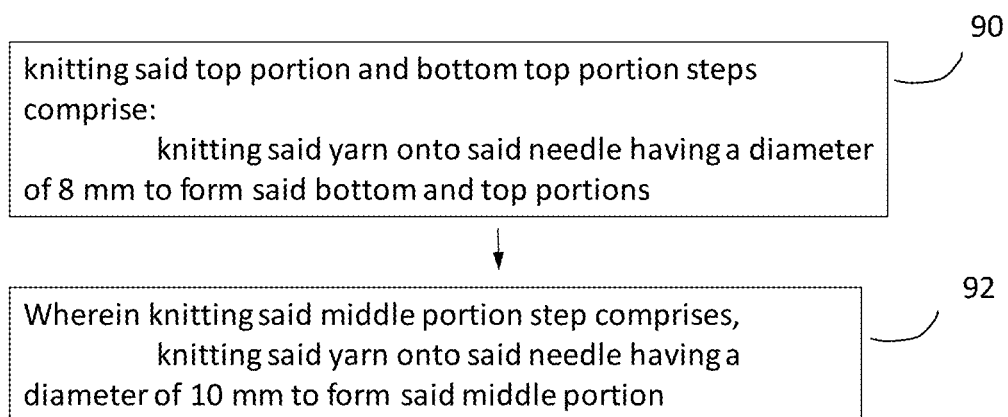 90
knitting said top portion and bottom top portion steps
comprise:
knitting said yarn onto said needle having a diameter
of 8 mm to form said bottom and top portions
92
Wherein knitting said middle portion step comprises,
knitting said yarn onto said needle having a
diameter of 10 mm to form said middle portion